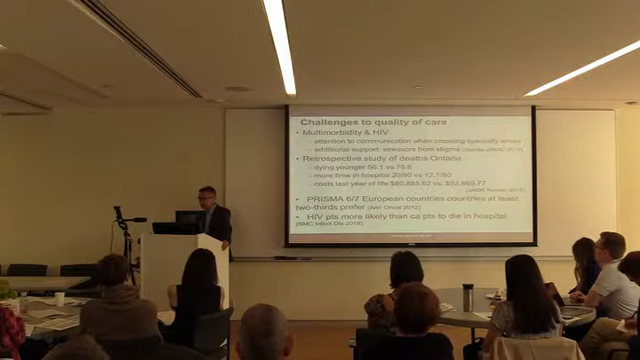 Challenges to quality of care
• Multimorbidity & HIV
– attention to communication when crossing specialty areas
– additional support: stressors from stigma
• Retrospective study of deaths Ontario
– dying younger 56.1 vs 76.6
– more time in hospital 20/90 vs 12.1/90
– costs last year of life $80,885.62 vs. $53,869.77
• PRISMA 6/7 European countries countries at least
two-thirds prefer (Ann Oncol 2012)
• HIV pts more likely than ca pts to die in hospital
(BMC Infect Dis 2018)